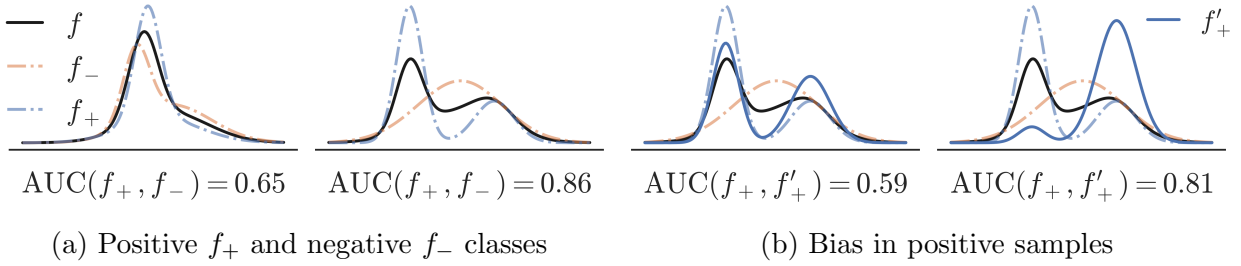 f
f₋
f₊
f′₊
AUC(f₊, f₋) = 0.65
AUC(f₊, f₋) = 0.86
AUC(f₊, f′₊) = 0.59
AUC(f₊, f′₊) = 0.81
(a) Positive f₊ and negative f₋ classes
(b) Bias in positive samples